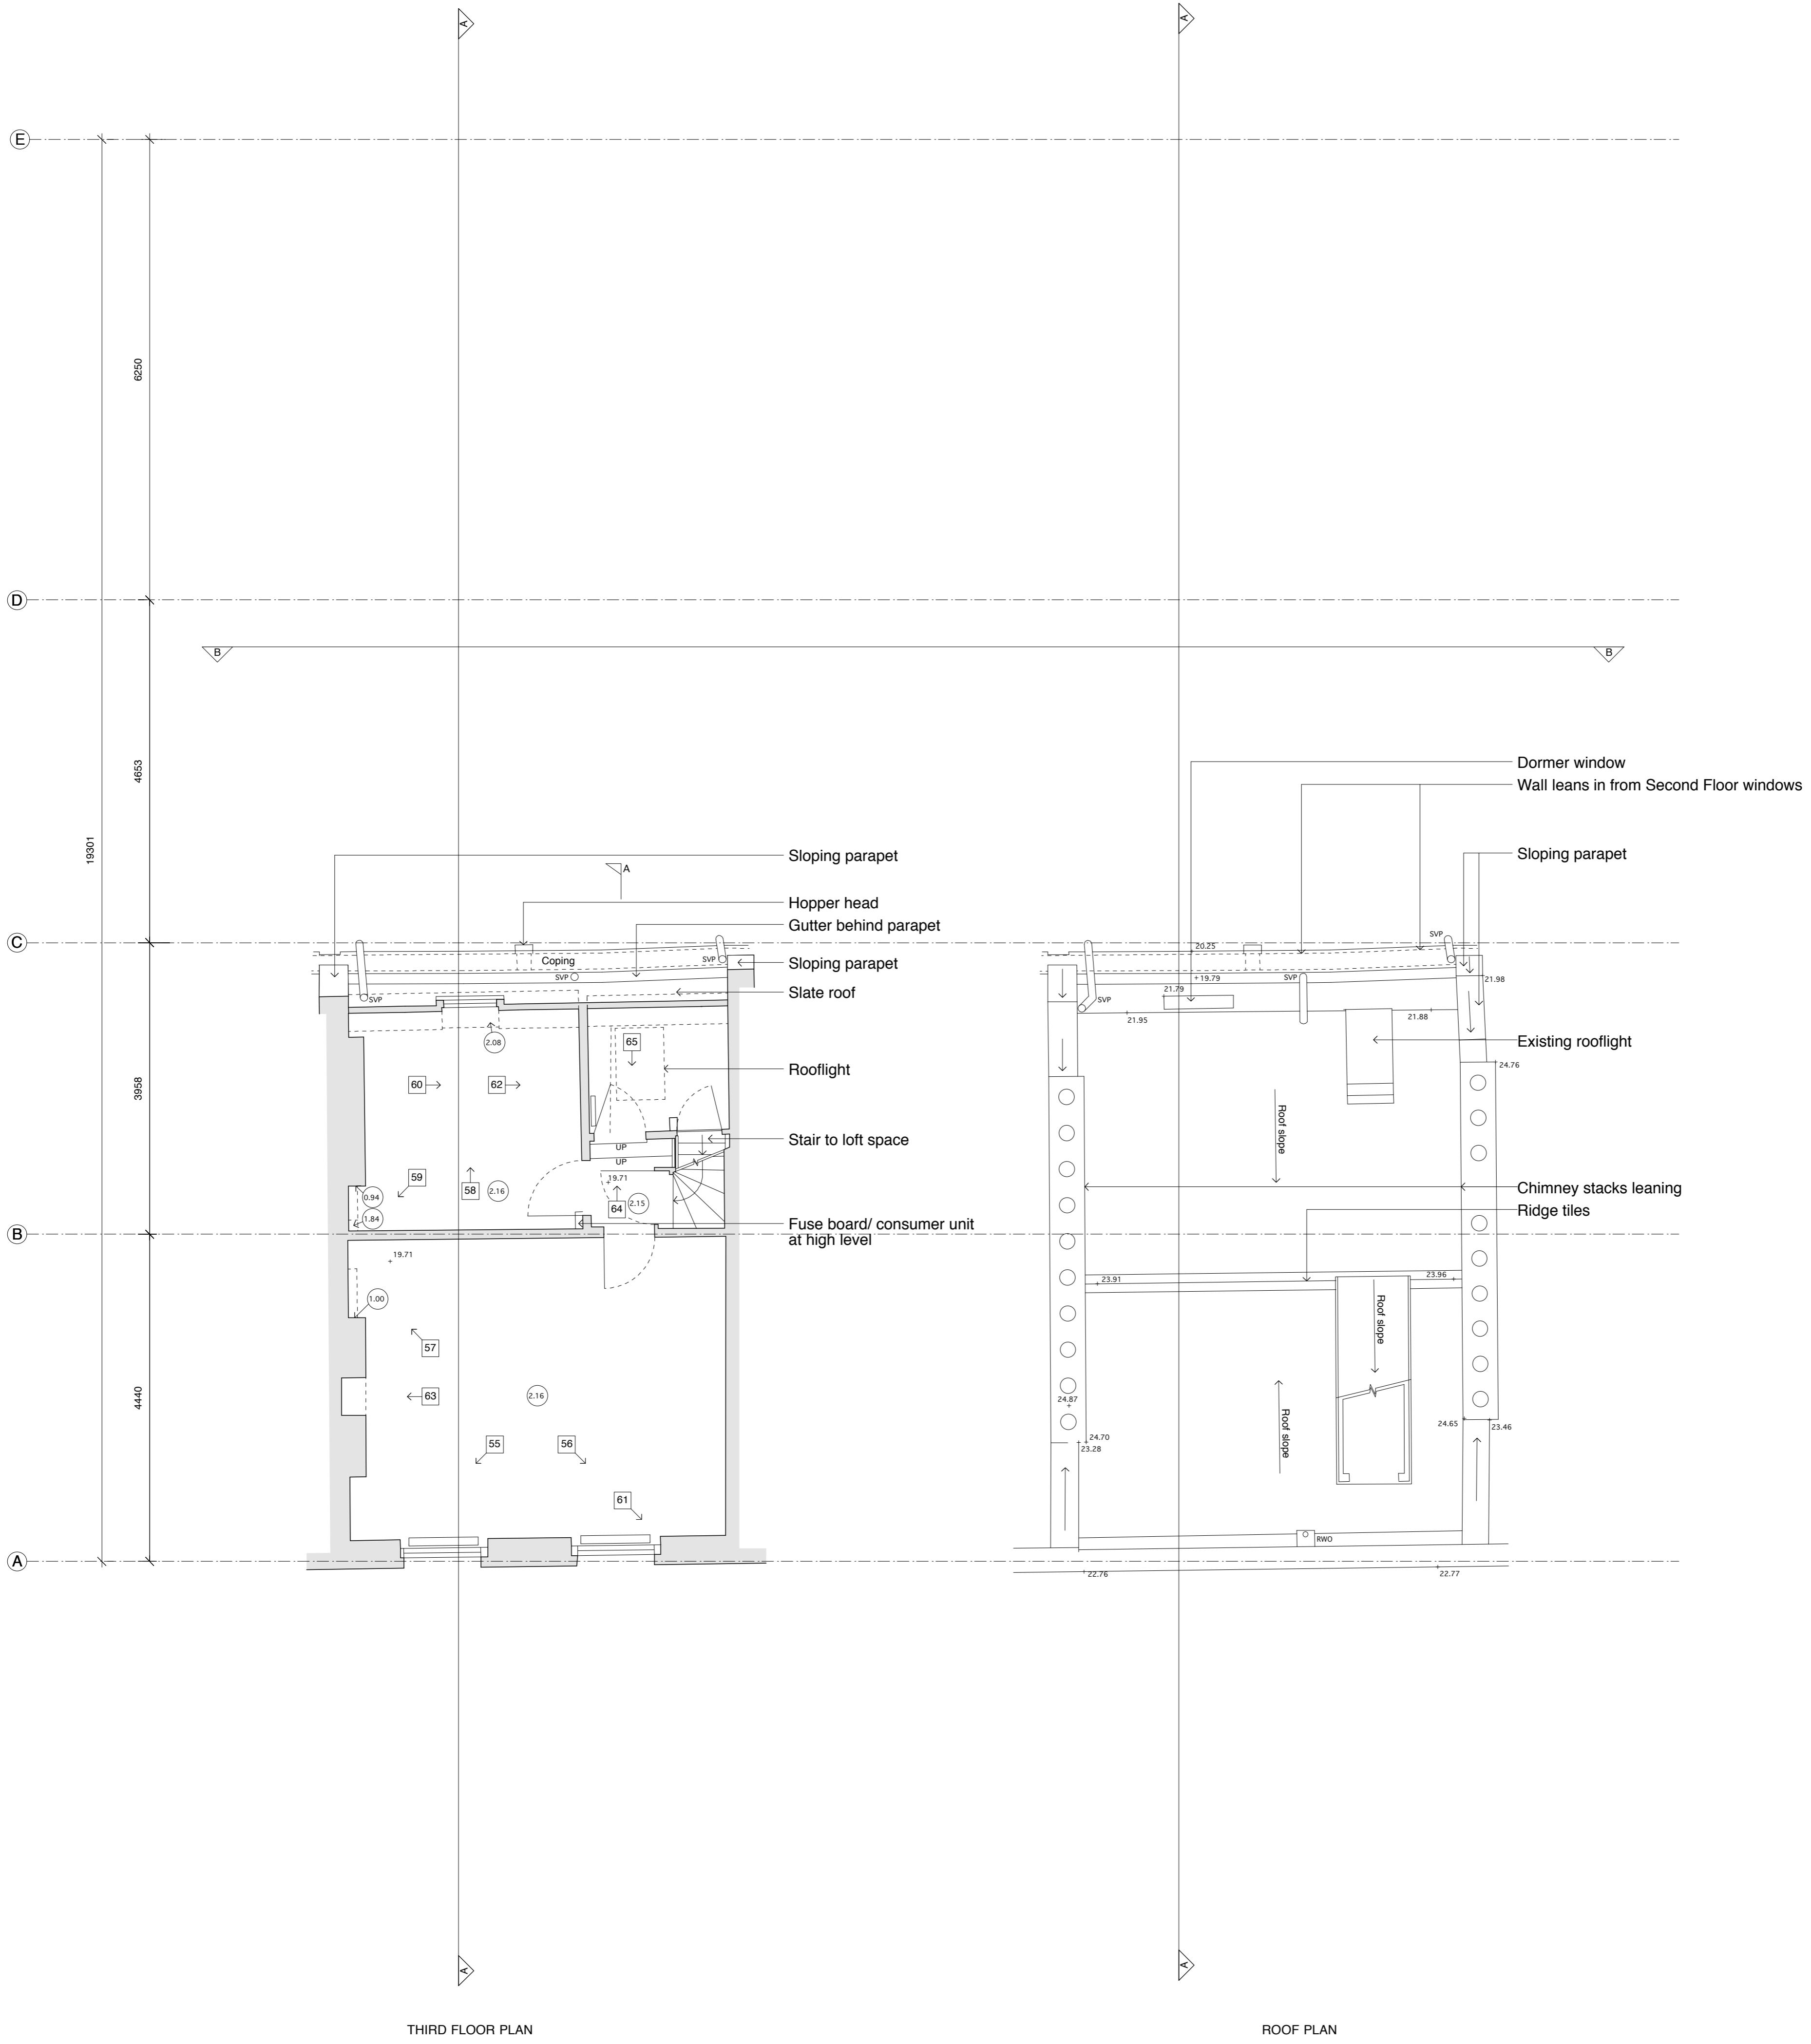 A
A
E
6250
D
B
B
4653
19301
Dormer window
Wall leans in from Second Floor windows
Sloping parapet
Sloping parapet
A
Hopper head
Gutter behind parapet
C
Coping
SVP
SVP
SVP
Sloping parapet
Slate roof
20.25
SVP
19.79
SVP
21.79
SVP
21.98
21.95
21.88
2.08
65
Existing rooflight
24.76
Rooflight
60
62
3958
Roof slope
UP
UP
Stair to loft space
59
58
2.16
19.71
64
2.15
0.94
1.84
Chimney stacks leaning
Ridge tiles
Fuse board/ consumer unit
at high level
B
19.71
23.91
23.96
1.00
Roof slope
57
63
2.16
4440
24.87
24.65
23.46
55
56
24.70
23.28
Roof slope
61
RWO
A
22.76
22.77
A
A
THIRD FLOOR PLAN
ROOF PLAN